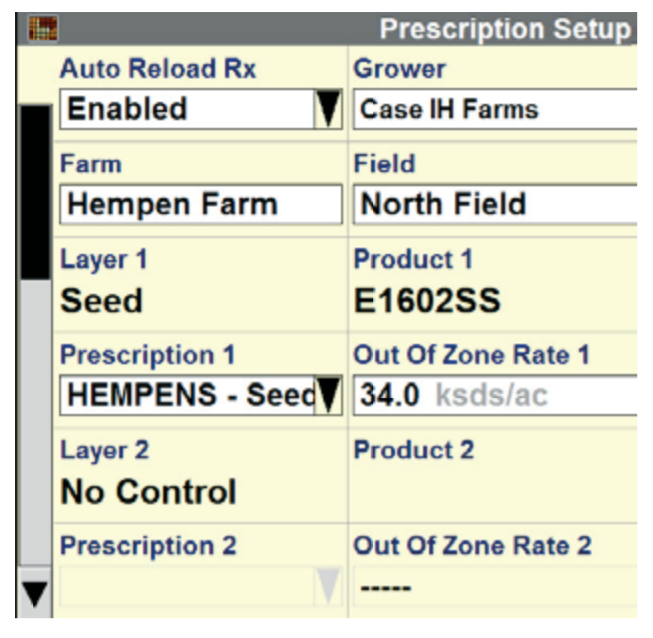 Prescription Setup
Auto Reload Rx
Grower
Enabled
Case IH Farms
Farm
Field
Hempen Farm
North Field
Layer 1
Product 1
Seed
E1602SS
Prescription 1
Out Of Zone Rate 1
HEMPENS - Seed
34.0 ksds/ac
Layer 2
Product 2
No Control
Prescription 2
Out Of Zone Rate 2
-----